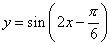 y = sin(2x − π/6)